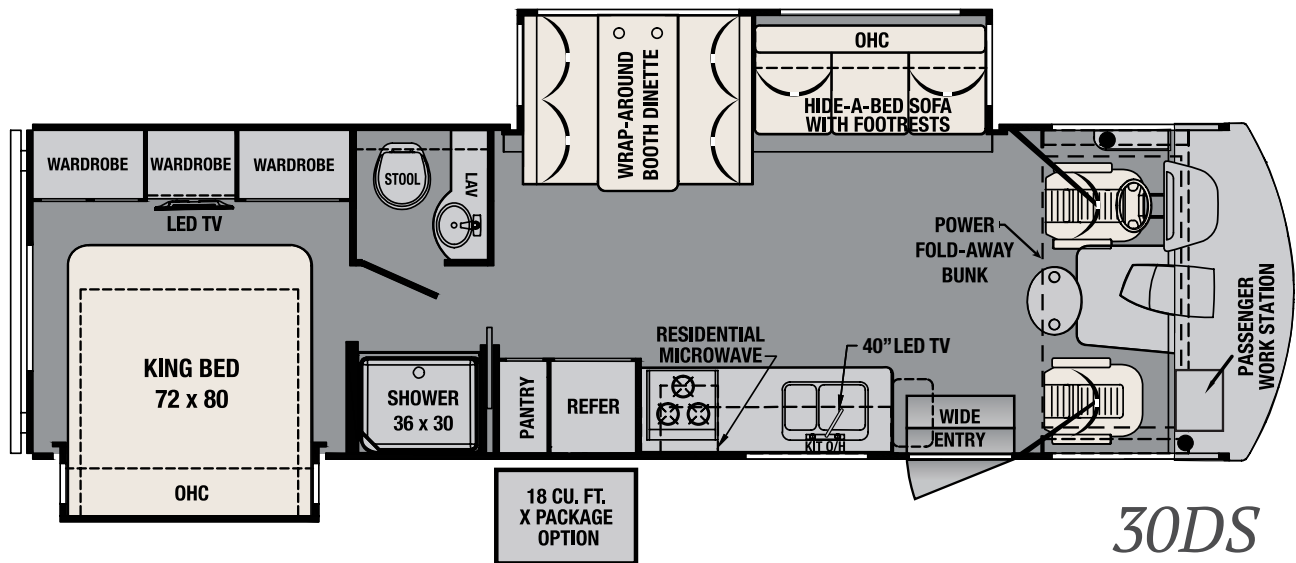 OHC
WRAP-AROUND
BOOTH DINETTE
HIDE-A-BED SOFA
WITH FOOTRESTS
WARDROBE
WARDROBE
WARDROBE
LED TV
STOOL
LAV
POWER
FOLD-AWAY
BUNK
PASSENGER
WORK STATION
KING BED
72 x 80
SHOWER
36 x 30
PANTRY
REFER
RESIDENTIAL
MICROWAVE
40” LED TV
KIT O/H
WIDE
ENTRY
OHC
18 CU. FT.
X PACKAGE
OPTION
30DS